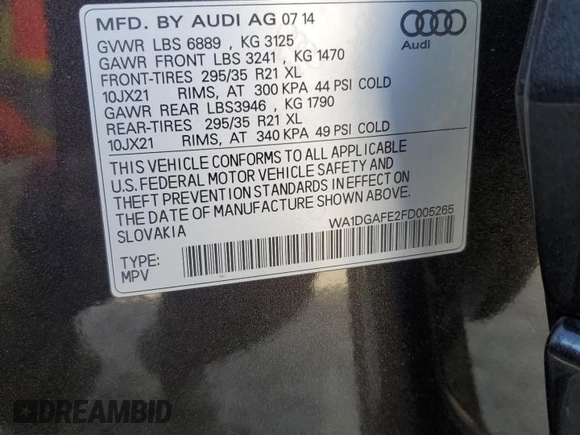 MFD. BY AUDI AG 07 14
GVWR LBS 6889 , KG 3125
GAWR FRONT LBS 3241 , KG 1470
FRONT-TIRES 295/35 R21 XL
10JX21 RIMS, AT 300 KPA 44 PSI COLD
GAWR REAR LBS3946 , KG 1790
REAR-TIRES 295/35 R21 XL
10JX21 RIMS, AT 340 KPA 49 PSI COLD
THIS VEHICLE CONFORMS TO ALL APPLICABLE
U.S. FEDERAL MOTOR VEHICLE SAFETY AND
THEFT PREVENTION STANDARDS IN EFFECT ON
THE DATE OF MANUFACTURE SHOWN ABOVE.
SLOVAKIA
WA1DGAFE2FD005265
TYPE:
MPV
Audi
DREAMBID